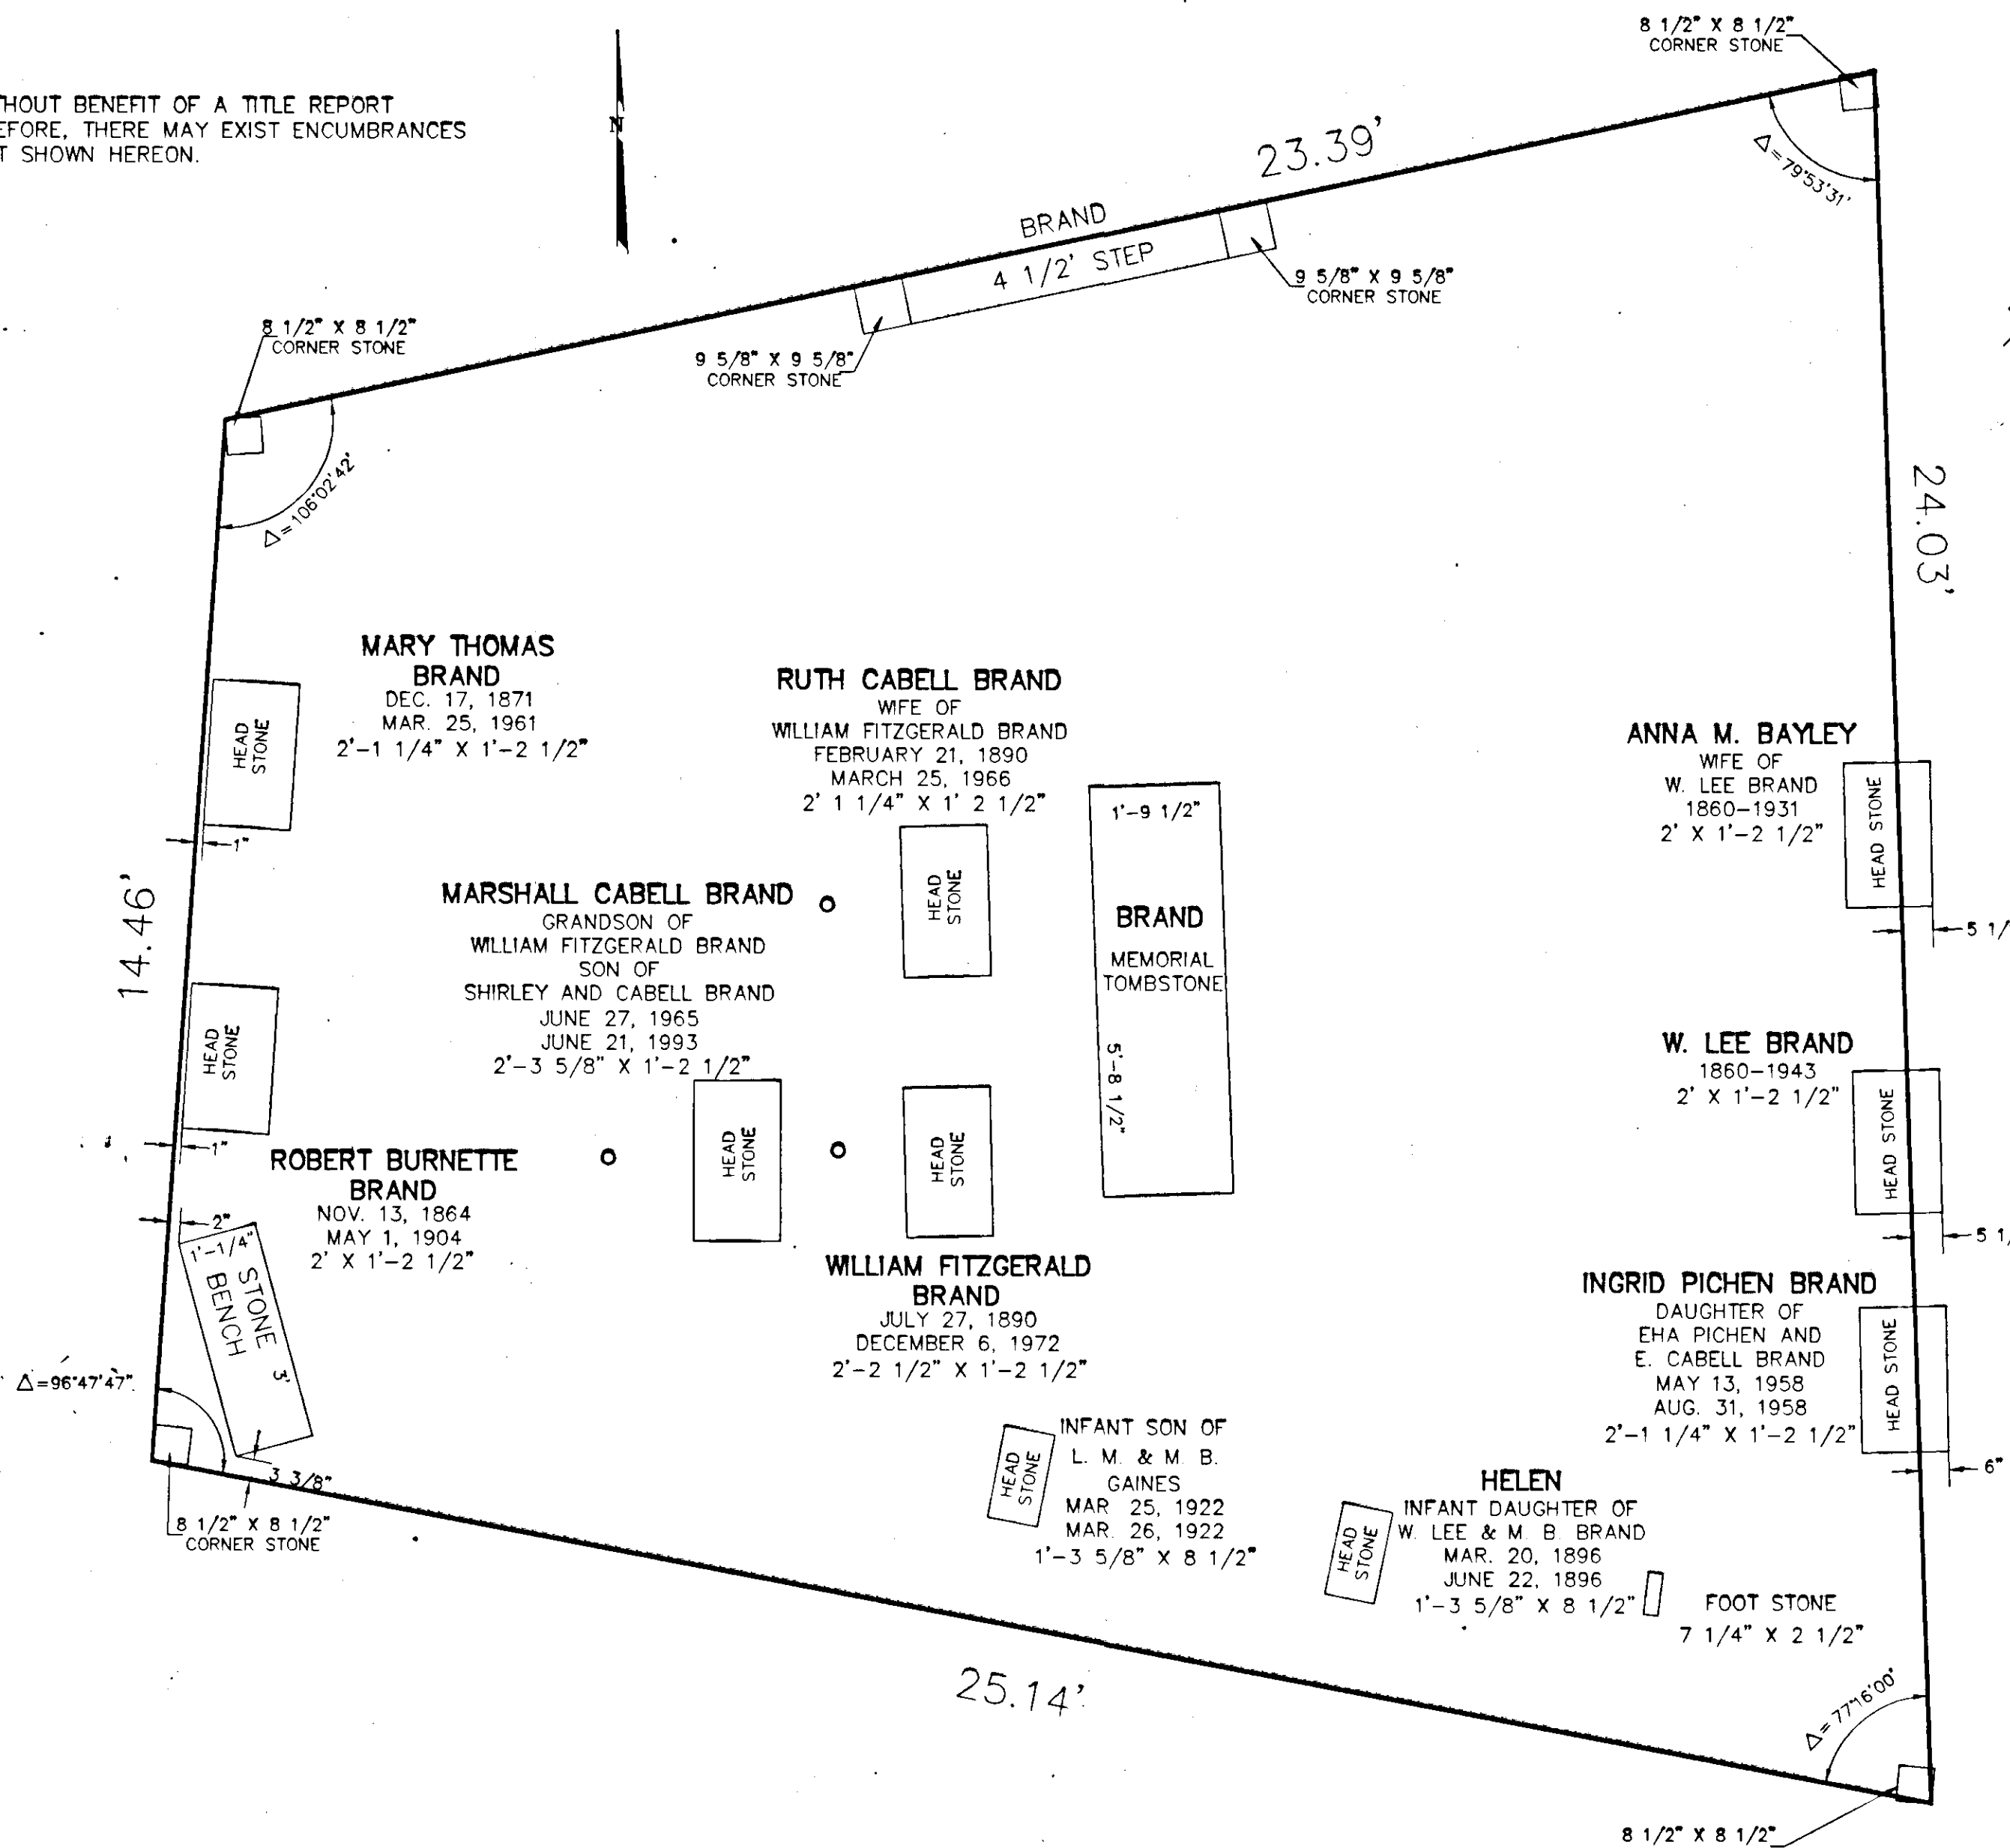 HOUT BENEFIT OF A TITLE REPORT
EFORE, THERE MAY EXIST ENCUMBRANCES
T SHOWN HEREON.
N
8 1/2" X 8 1/2"
CORNER STONE
23.39'
Δ=79°53'31'
BRAND
4 1/2' STEP
9 5/8" X 9 5/8"
CORNER STONE
8 1/2" X 8 1/2"
CORNER STONE
9 5/8" X 9 5/8"
CORNER STONE
Δ=106°02'42'
24.03'
MARY THOMAS
BRAND
DEC. 17, 1871
MAR. 25, 1961
2'-1 1/4" X 1'-2 1/2"
HEAD
STONE
1"
RUTH CABELL BRAND
WIFE OF
WILLIAM FITZGERALD BRAND
FEBRUARY 21, 1890
MARCH 25, 1966
2' 1 1/4" X 1' 2 1/2"
HEAD
STONE
1'-9 1/2"
BRAND
MEMORIAL
TOMBSTONE
5'-8 1/2"
ANNA M. BAYLEY
WIFE OF
W. LEE BRAND
1860-1931
2' X 1'-2 1/2"
HEAD STONE
5 1/
14.46'
MARSHALL CABELL BRAND
GRANDSON OF
WILLIAM FITZGERALD BRAND
SON OF
SHIRLEY AND CABELL BRAND
JUNE 27, 1965
JUNE 21, 1993
2'-3 5/8" X 1'-2 1/2"
HEAD
STONE
HEAD
STONE
1"
ROBERT BURNETTE
BRAND
NOV. 13, 1864
MAY 1, 1904
2' X 1'-2 1/2"
HEAD
STONE
WILLIAM FITZGERALD
BRAND
JULY 27, 1890
DECEMBER 6, 1972
2'-2 1/2" X 1'-2 1/2"
W. LEE BRAND
1860-1943
2' X 1'-2 1/2"
HEAD STONE
5 1/
2"
1'-1/4"
STONE
BENCH
3'
3 3/8"
Δ=96°47'47"
8 1/2" X 8 1/2"
CORNER STONE
INGRID PICHEN BRAND
DAUGHTER OF
EHA PICHEN AND
E. CABELL BRAND
MAY 13, 1958
AUG. 31, 1958
2'-1 1/4" X 1'-2 1/2"
HEAD STONE
6"
HEAD
STONE
INFANT SON OF
L. M. & M. B.
GAINES
MAR 25, 1922
MAR. 26, 1922
1'-3 5/8" X 8 1/2"
HEAD
STONE
HELEN
INFANT DAUGHTER OF
W. LEE & M. B. BRAND
MAR. 20, 1896
JUNE 22, 1896
1'-3 5/8" X 8 1/2"
FOOT STONE
7 1/4" X 2 1/2"
25.14'
Δ=77°16'00'
8 1/2" X 8 1/2"